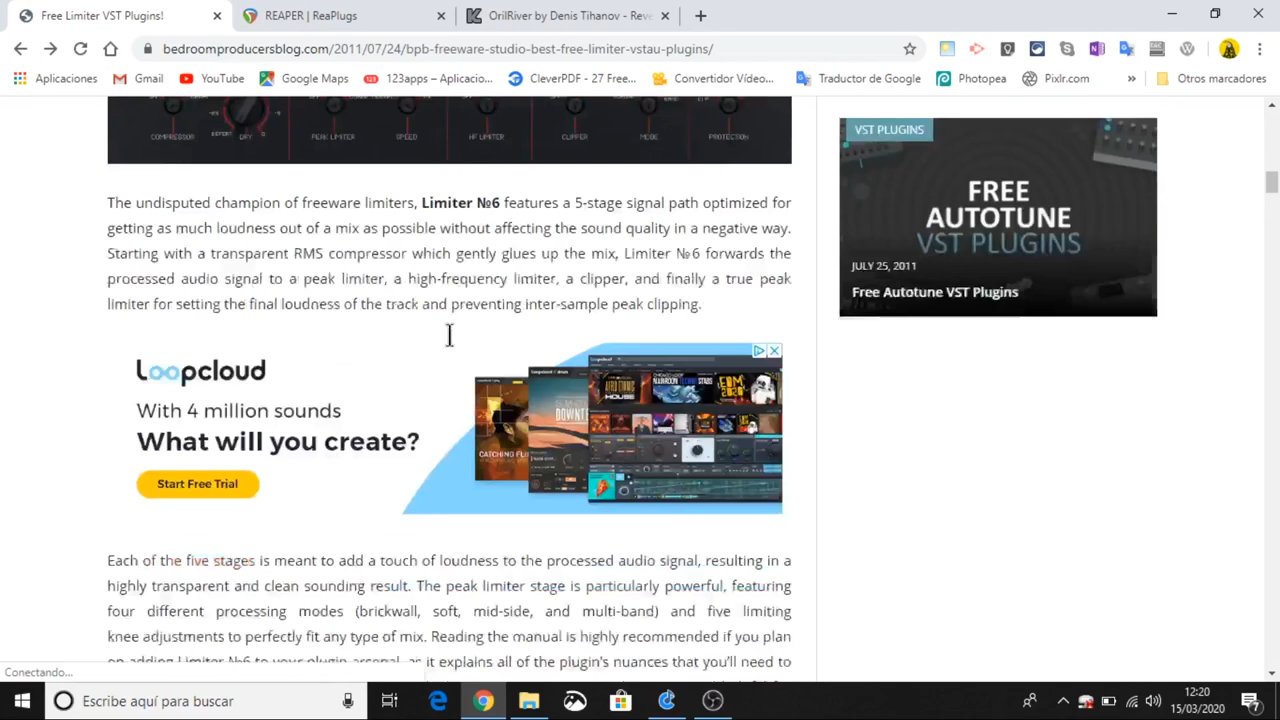 Free Limiter VST Plugins!
REAPER | ReaPlugs
OrilRiver by Denis Tihanov - Reve
bedroomproducersblog.com/2011/07/24/bpb-freeware-studio-best-free-limiter-vstau-plugins/
Aplicaciones
Gmail
YouTube
Google Maps
123apps – Aplicacio...
CleverPDF - 27 Free...
Convertidor Vídeo...
Traductor de Google
Photopea
Pixlr.com
»
Otros marcadores
COMPRESSOR
DRY
PEAK LIMITER
SPEED
HF LIMITER
CLIPPER
MODE
PROTECTION
The undisputed champion of freeware limiters, Limiter №6 features a 5-stage signal path optimized for
getting as much loudness out of a mix as possible without affecting the sound quality in a negative way.
Starting with a transparent RMS compressor which gently glues up the mix, Limiter №6 forwards the
processed audio signal to a peak limiter, a high-frequency limiter, a clipper, and finally a true peak
limiter for setting the final loudness of the track and preventing inter-sample peak clipping.
loopcloud
With 4 million sounds
What will you create?
Start Free Trial
Each of the five stages is meant to add a touch of loudness to the processed audio signal, resulting in a
highly transparent and clean sounding result. The peak limiter stage is particularly powerful, featuring
four different processing modes (brickwall, soft, mid-side, and multi-band) and five limiting
knee adjustments to perfectly fit any type of mix. Reading the manual is highly recommended if you plan
on adding Limiter №6 to your plugin arsenal, as it explains all of the plugin's nuances that you'll need to
VST PLUGINS
FREE
AUTOTUNE
VST PLUGINS
JULY 25, 2011
Free Autotune VST Plugins
Conectando...
Escribe aquí para buscar
12:20
15/03/2020
7